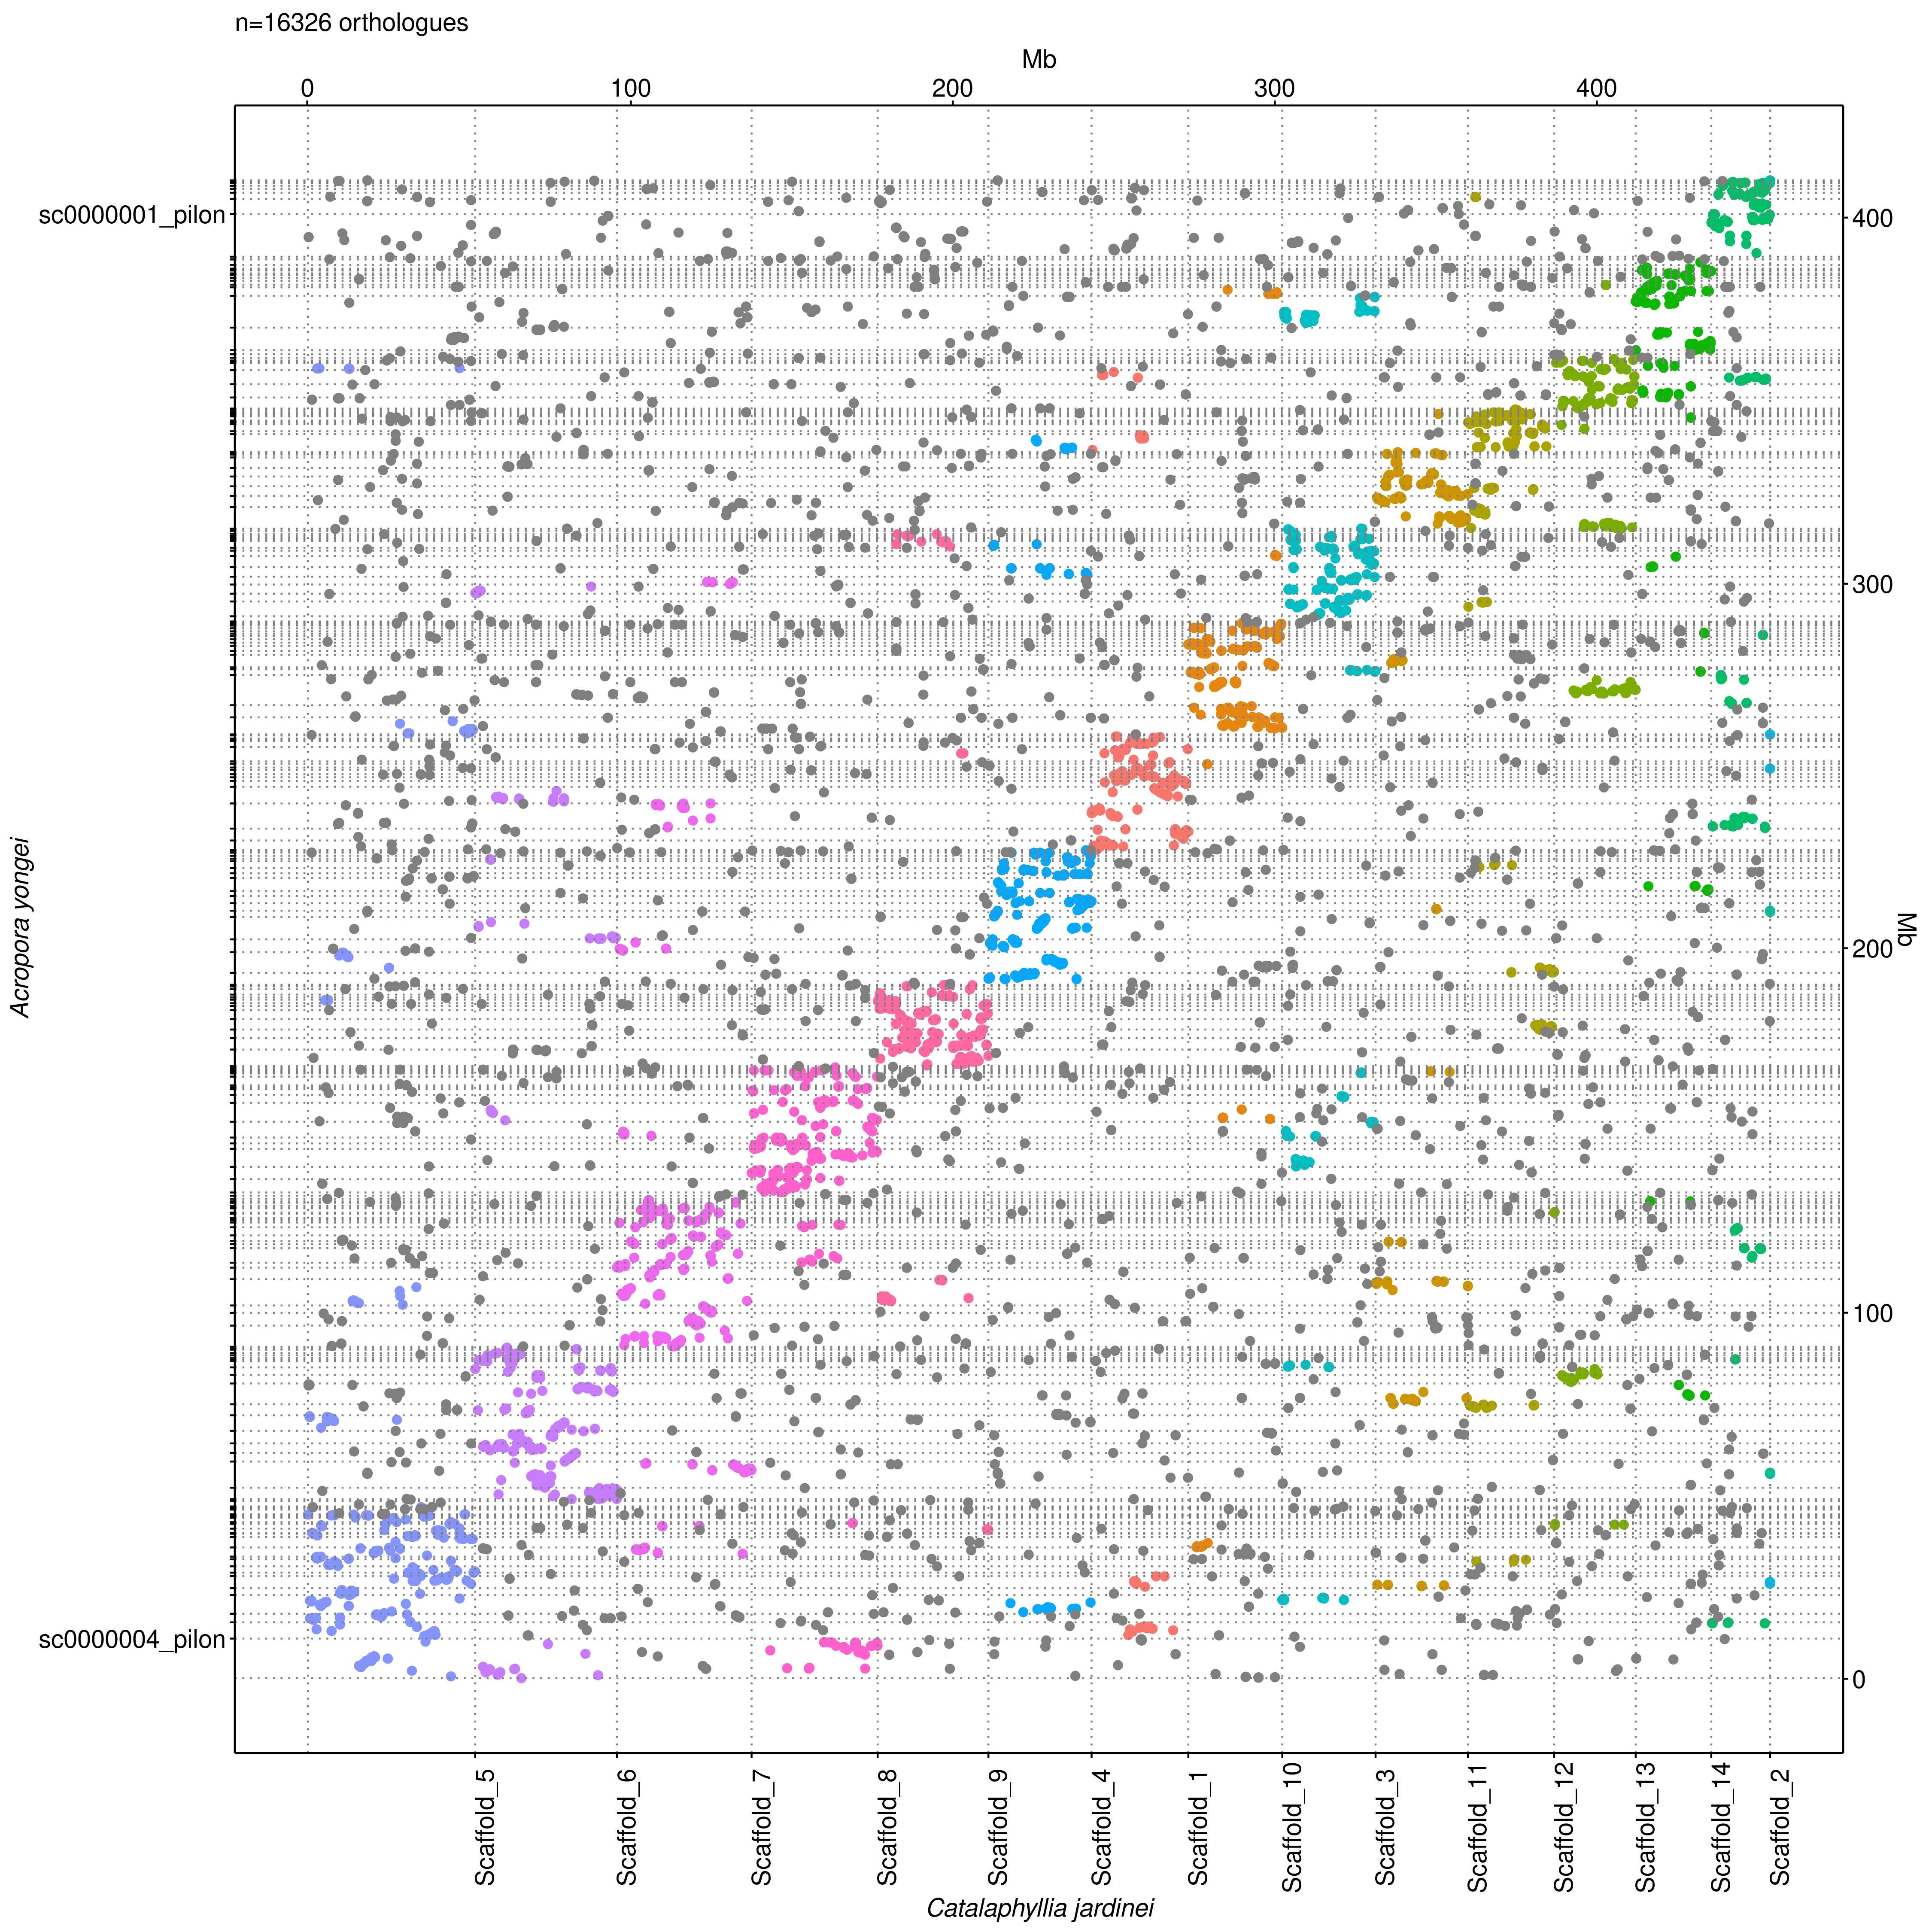 n=16326 orthologues
Mb
0 100 200 300 400
sc0000001_pilon
400
300
Acropora yongei
Mb
200
100
sc0000004_pilon
0
Scaffold_5
Scaffold_6
Scaffold_7
Scaffold_8
Scaffold_9
Scaffold_4
Scaffold_1
Scaffold_10
Scaffold_3
Scaffold_11
Scaffold_12
Scaffold_13
Scaffold_14
Scaffold_2
Catalaphyllia jardinei